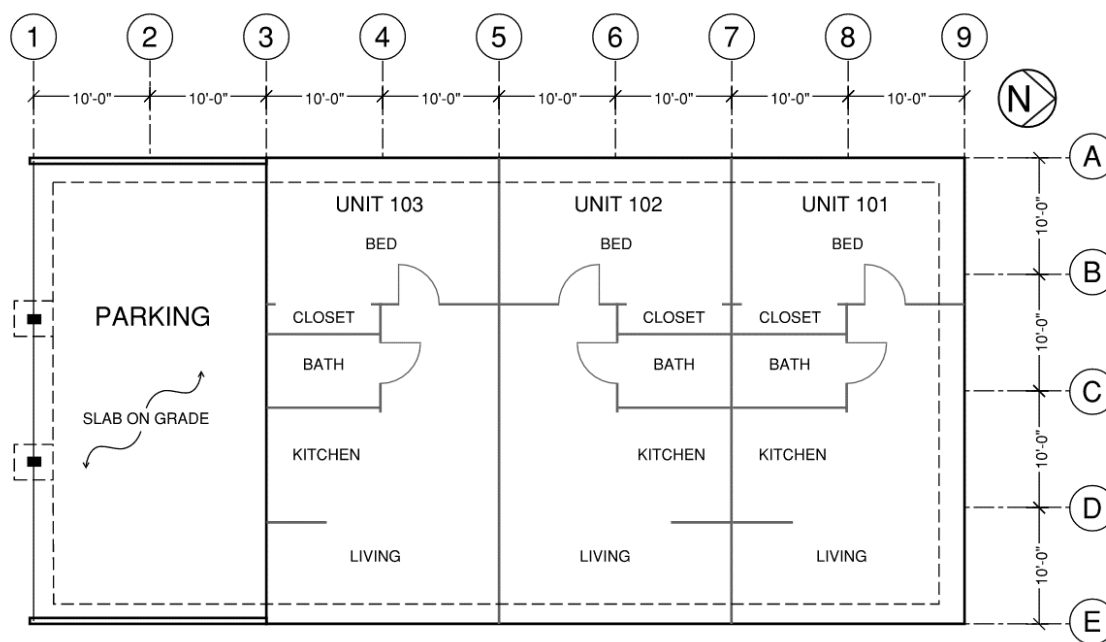 1 2 3 4 5 6 7 8 9
10'-0" 10'-0" 10'-0" 10'-0" 10'-0" 10'-0" 10'-0" 10'-0"
N
A
10'-0"
B
10'-0"
C
10'-0"
D
10'-0"
E
UNIT 103 UNIT 102 UNIT 101
BED BED BED
PARKING
CLOSET CLOSET CLOSET
BATH BATH BATH
SLAB ON GRADE
KITCHEN KITCHEN KITCHEN
LIVING LIVING LIVING